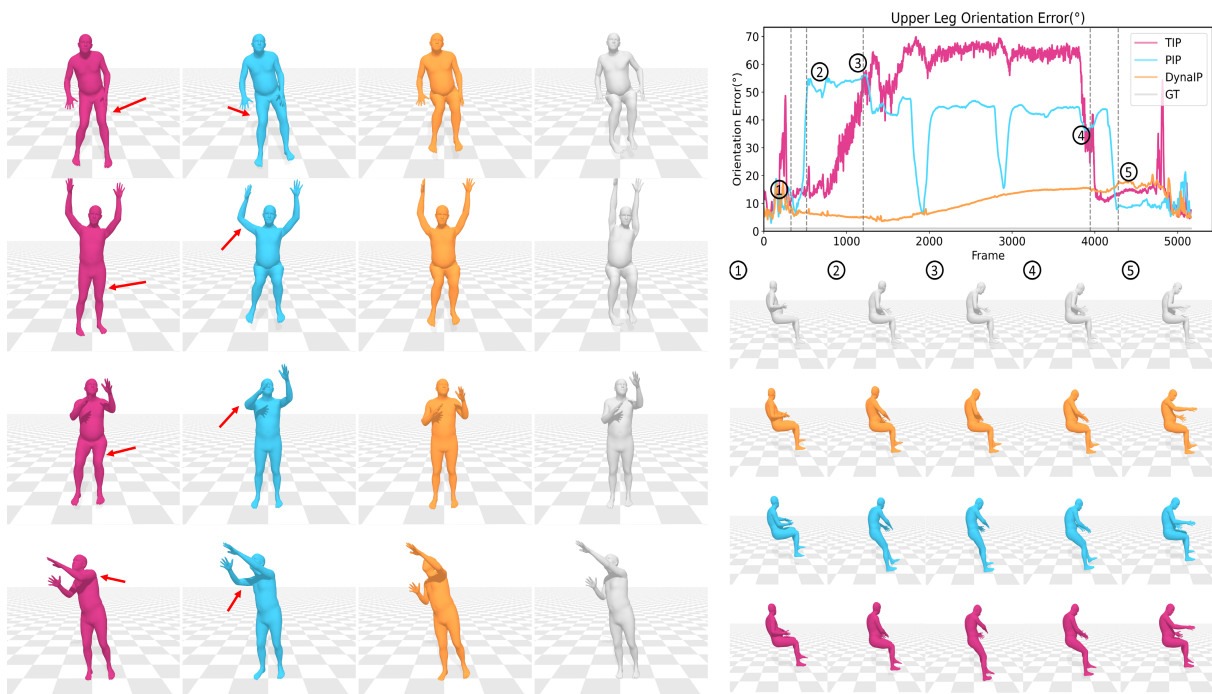 Upper Leg Orientation Error(°)
70
60
50
40
30
20
10
0
Orientation Error(°)
TIP
PIP
DynaIP
GT
①
②
③
④
⑤
0
1000
2000
3000
4000
5000
Frame
① ② ③ ④ ⑤